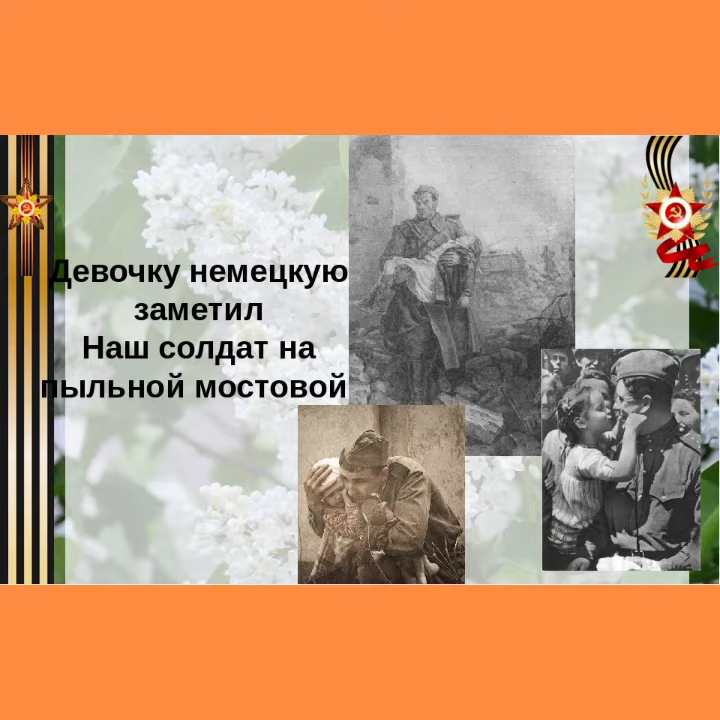 Девочку немецкую
заметил
Наш солдат на
пыльной мостовой